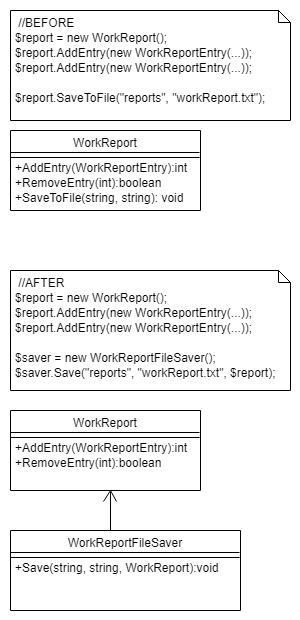 //BEFORE
$report = new WorkReport();
$report.AddEntry(new WorkReportEntry(...));
$report.AddEntry(new WorkReportEntry(...));
$report.SaveToFile("reports", "workReport.txt");
WorkReport
+AddEntry(WorkReportEntry):int
+RemoveEntry(int):boolean
+SaveToFile(string, string): void
//AFTER
$report = new WorkReport();
$report.AddEntry(new WorkReportEntry(...));
$report.AddEntry(new WorkReportEntry(...));
$saver = new WorkReportFileSaver();
$saver.Save("reports", "workReport.txt", $report);
WorkReport
+AddEntry(WorkReportEntry):int
+RemoveEntry(int):boolean
WorkReportFileSaver
+Save(string, string, WorkReport):void